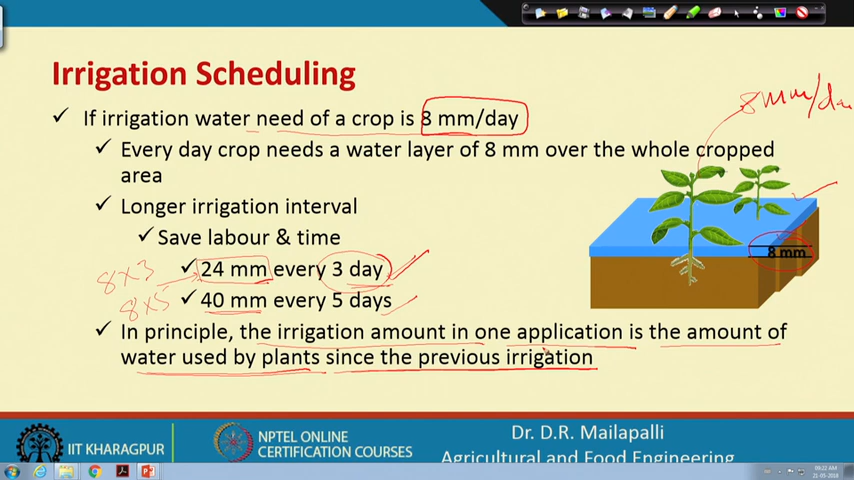 Irrigation Scheduling
8 mm/da
If irrigation water need of a crop is 8 mm/day
Every day crop needs a water layer of 8 mm over the whole cropped
area
Longer irrigation interval
Save labour & time
8 mm
8x3
24 mm every 3 day
8x5
40 mm every 5 days
In principle, the irrigation amount in one application is the amount of
water used by plants since the previous irrigation
IIT KHARAGPUR
NPTEL ONLINE
CERTIFICATION COURSES
Dr. D.R. Mailapalli
Agricultural and Food Engineering